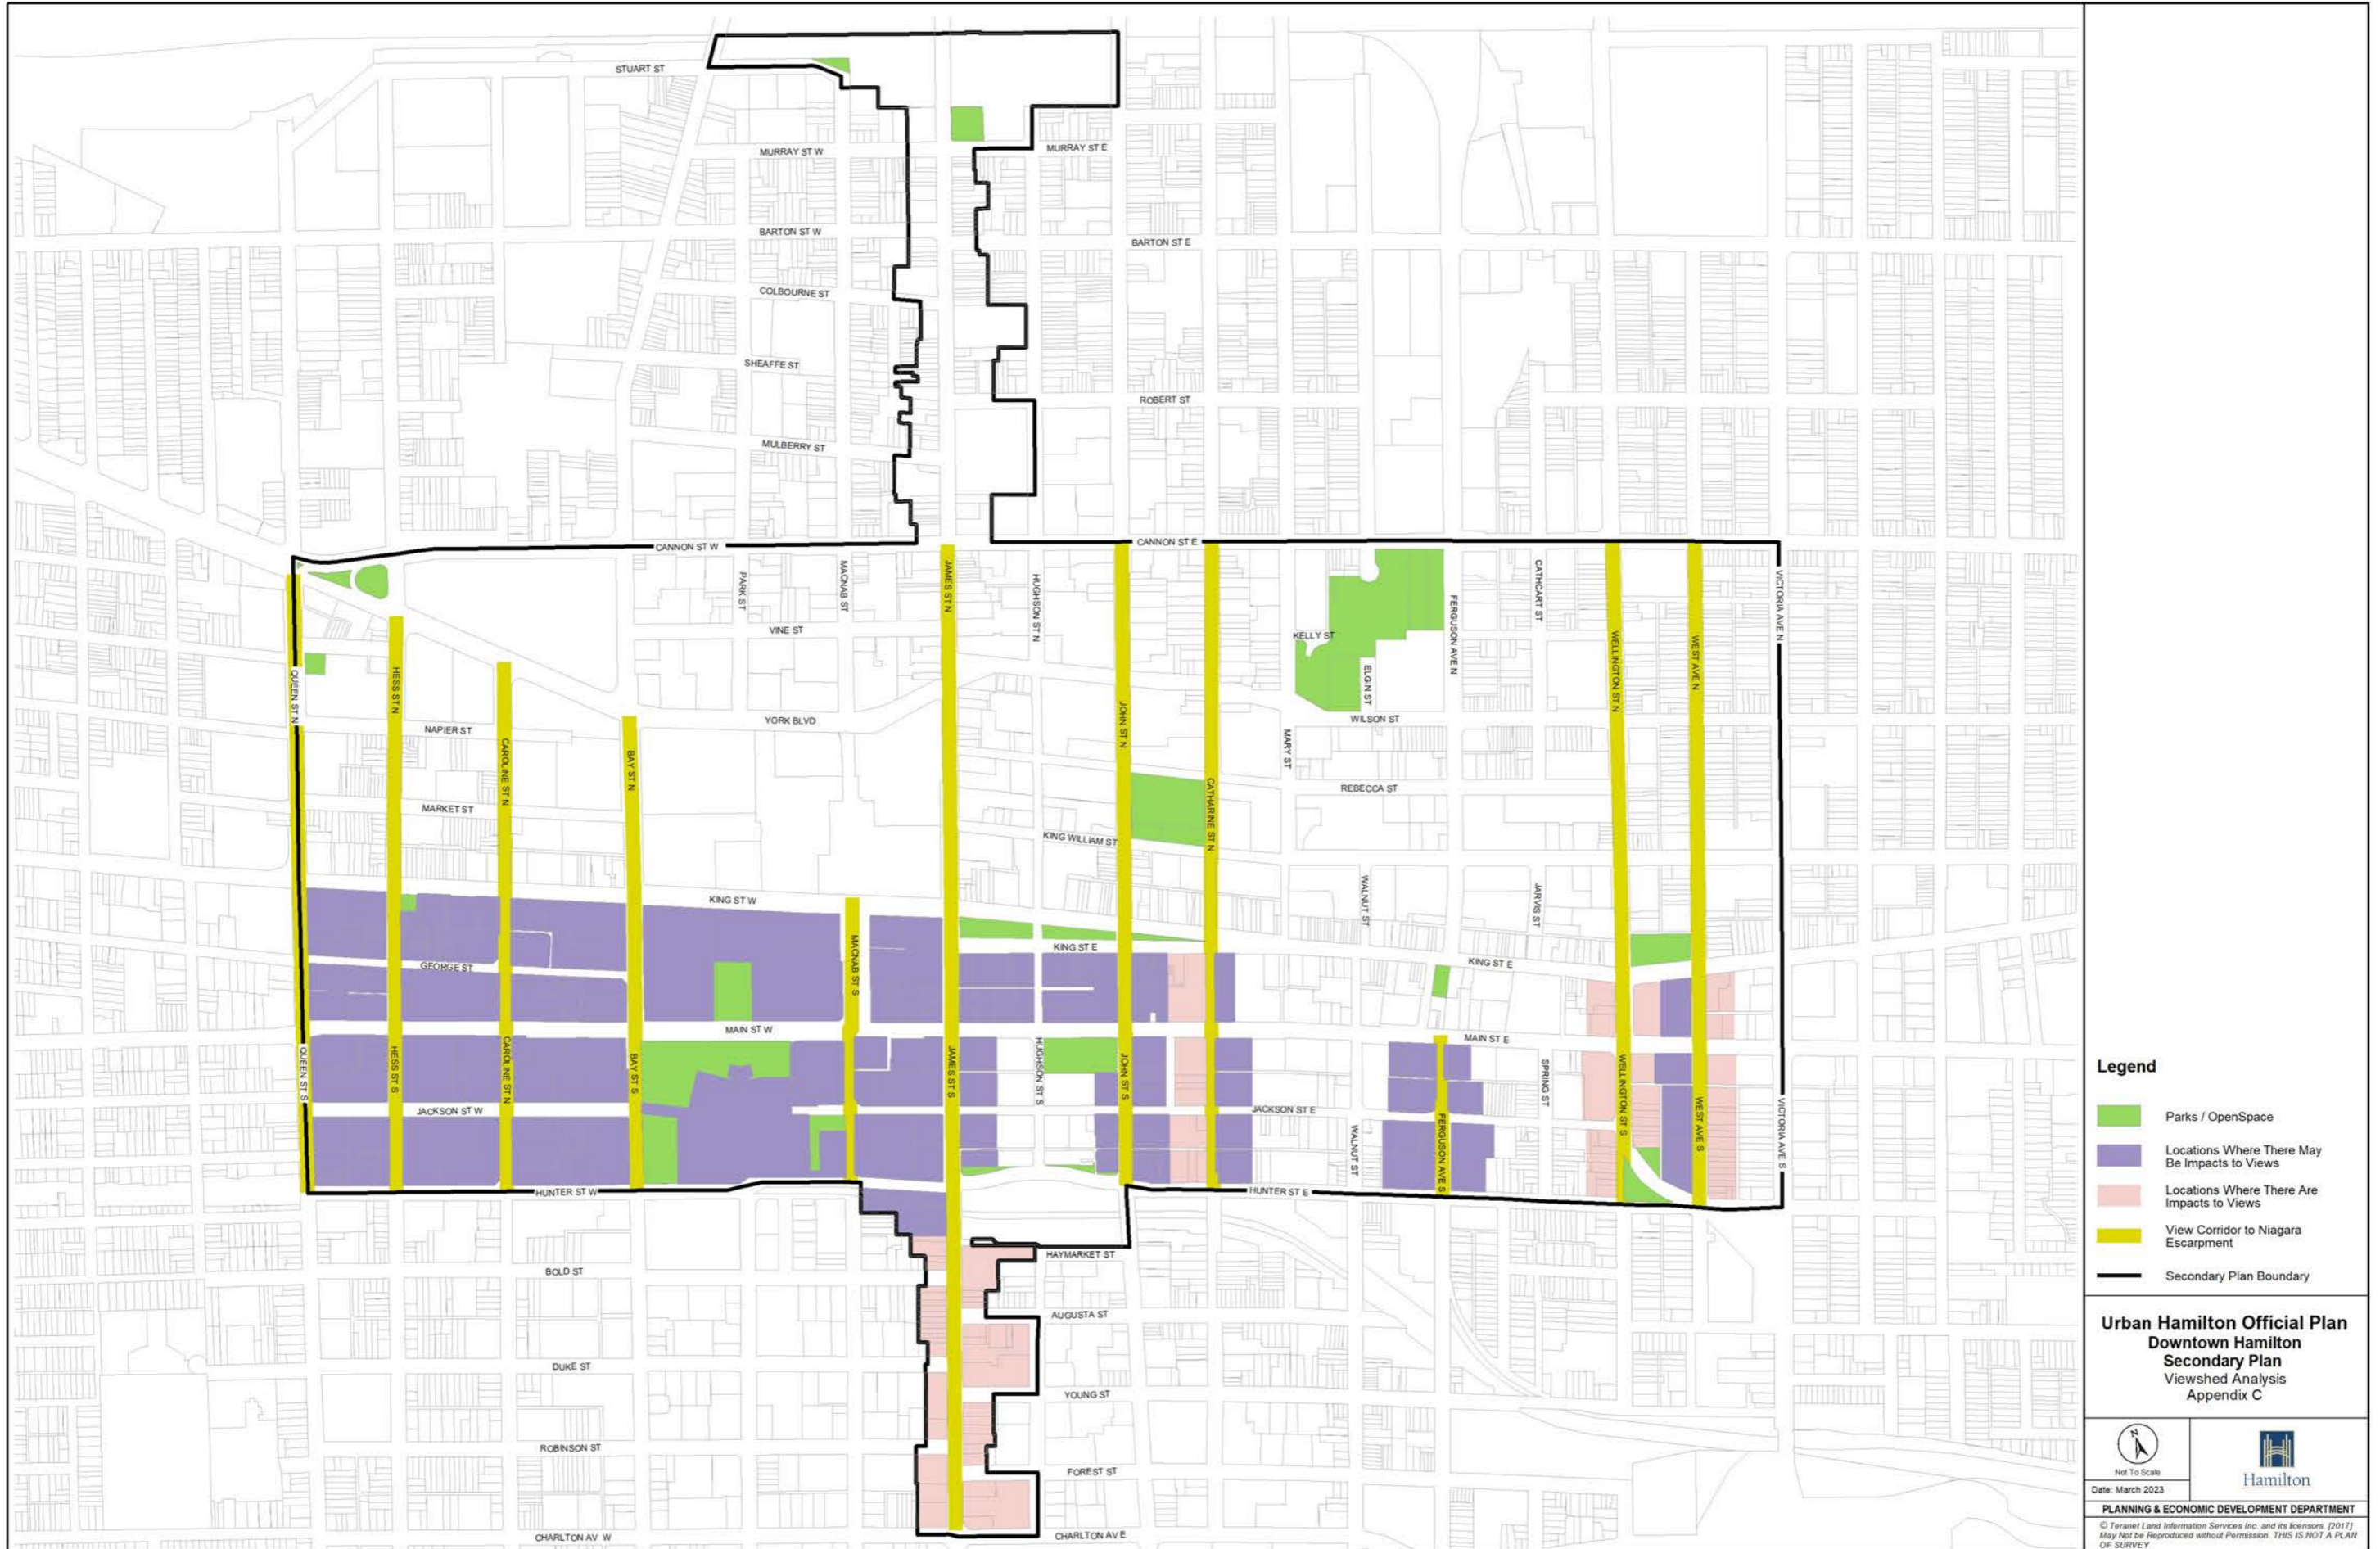 STUART ST
MURRAY ST W
MURRAY ST E
BARTON ST W
BARTON ST E
COLBOURNE ST
SHEAFFE ST
ROBERT ST
MULBERRY ST
CANNON ST W
CANNON ST E
PARK ST
MACNAB ST
JAMES ST N
HUGHSON ST N
CATHCART ST
VICTORIA AVE N
VINE ST
KELLY ST
FERGUSON AVE N
WELLINGTON ST N
WEST AVE N
QUEEN ST N
HESS ST N
ELGIN ST
NAPIER ST
YORK BLVD
JOHN ST N
WILSON ST
CAROLINE ST N
BAY ST N
MARY ST
MARKET ST
CATHARINE ST N
REBECCA ST
KING WILLIAM ST
KING ST W
WALNUT ST
JARVIS ST
MACNAB ST S
KING ST E
KING ST E
GEORGE ST
MAIN ST W
MAIN ST E
QUEEN ST S
HESS ST S
CAROLINE ST N
BAY ST S
JAMES ST S
HUGHSON ST S
JOHN ST S
SPRING ST
WELLINGTON ST S
WEST AVE S
VICTORIA AVE S
JACKSON ST W
JACKSON ST E
WALNUT ST
FERGUSON AVE S
HUNTER ST W
HUNTER ST E
HAYMARKET ST
BOLD ST
AUGUSTA ST
DUKE ST
YOUNG ST
ROBINSON ST
FOREST ST
CHARLTON AV W
CHARLTON AV E
Legend
Parks / OpenSpace
Locations Where There May
Be Impacts to Views
Locations Where There Are
Impacts to Views
View Corridor to Niagara
Escarpment
Secondary Plan Boundary
Urban Hamilton Official Plan
Downtown Hamilton
Secondary Plan
Viewshed Analysis
Appendix C
N
Not To Scale
Date: March 2023
Hamilton
PLANNING & ECONOMIC DEVELOPMENT DEPARTMENT
© Teranet Land Information Services Inc. and its licensors. [2017]
May Not be Reproduced without Permission. THIS IS NOT A PLAN
OF SURVEY